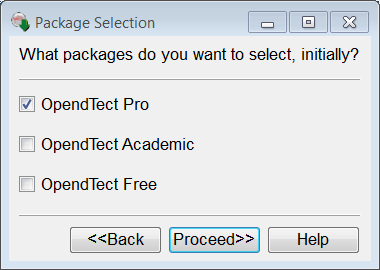 Package Selection
What packages do you want to select, initially?
OpendTect Pro
OpendTect Academic
OpendTect Free
<<Back Proceed>> Help